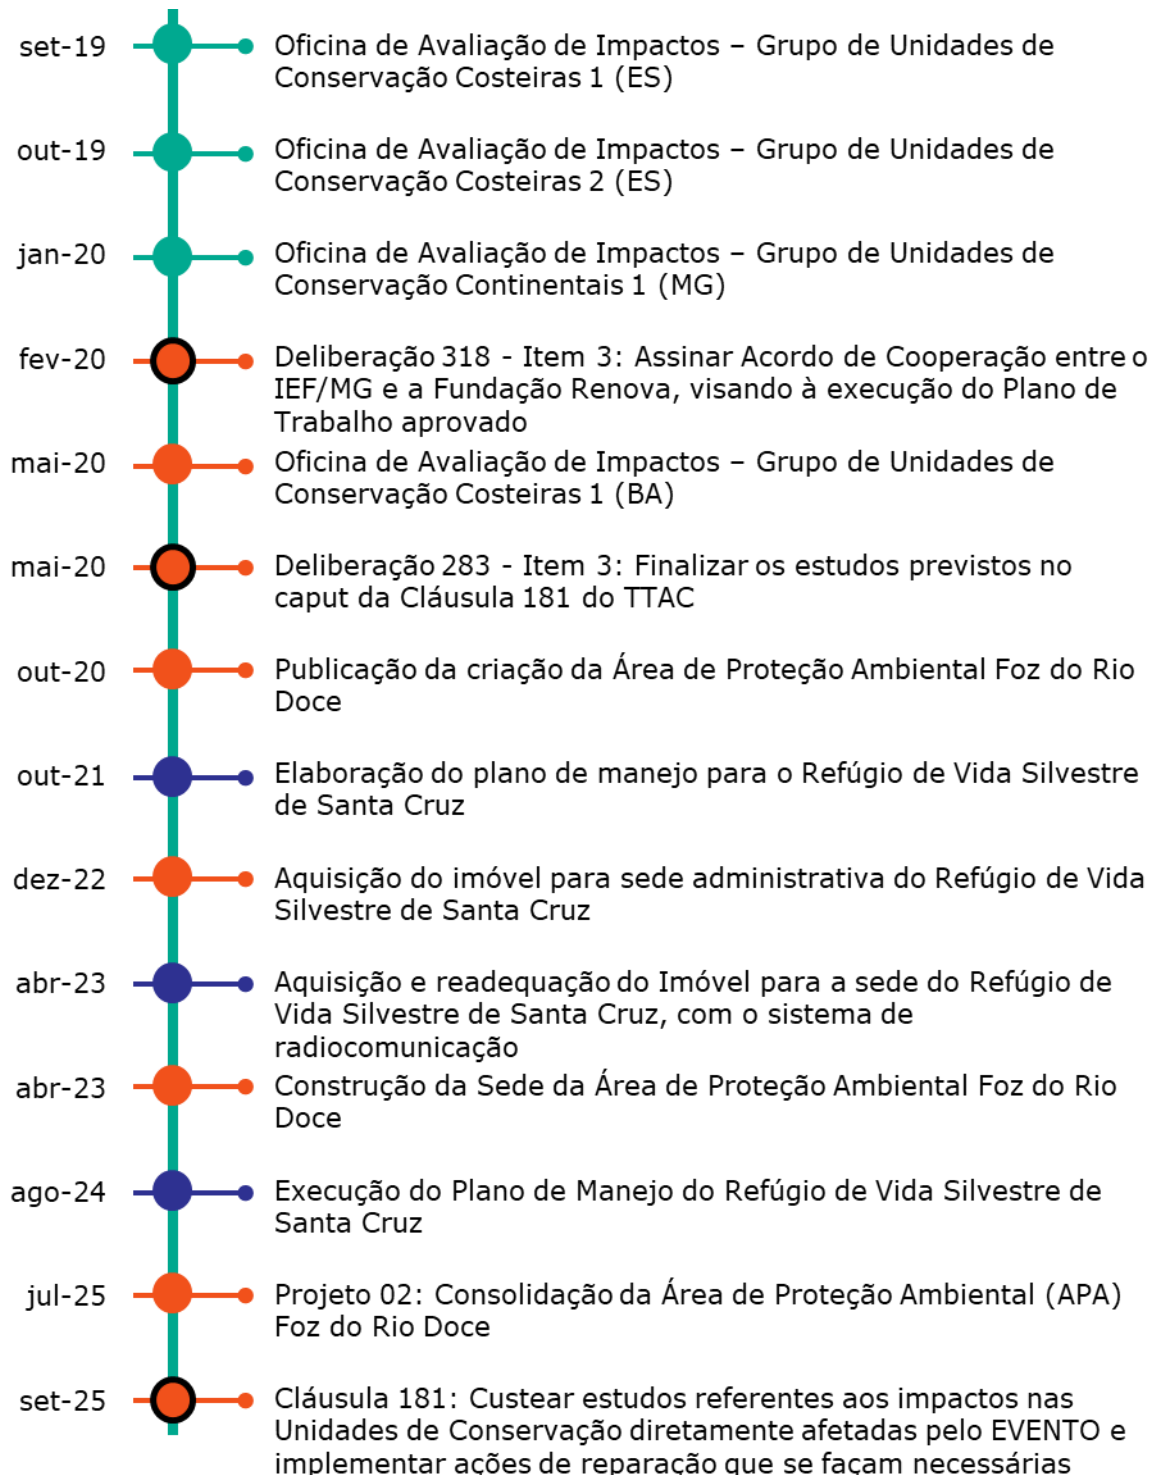 set-19
Oficina de Avaliação de Impactos – Grupo de Unidades de
Conservação Costeiras 1 (ES)
out-19
Oficina de Avaliação de Impactos – Grupo de Unidades de
Conservação Costeiras 2 (ES)
jan-20
Oficina de Avaliação de Impactos – Grupo de Unidades de
Conservação Continentais 1 (MG)
fev-20
Deliberação 318 - Item 3: Assinar Acordo de Cooperação entre o
IEF/MG e a Fundação Renova, visando à execução do Plano de
Trabalho aprovado
mai-20
Oficina de Avaliação de Impactos – Grupo de Unidades de
Conservação Costeiras 1 (BA)
mai-20
Deliberação 283 - Item 3: Finalizar os estudos previstos no
caput da Cláusula 181 do TTAC
out-20
Publicação da criação da Área de Proteção Ambiental Foz do Rio
Doce
out-21
Elaboração do plano de manejo para o Refúgio de Vida Silvestre
de Santa Cruz
dez-22
Aquisição do imóvel para sede administrativa do Refúgio de Vida
Silvestre de Santa Cruz
abr-23
Aquisição e readequação do Imóvel para a sede do Refúgio de
Vida Silvestre de Santa Cruz, com o sistema de
radiocomunicação
abr-23
Construção da Sede da Área de Proteção Ambiental Foz do Rio
Doce
ago-24
Execução do Plano de Manejo do Refúgio de Vida Silvestre de
Santa Cruz
jul-25
Projeto 02: Consolidação da Área de Proteção Ambiental (APA)
Foz do Rio Doce
set-25
Cláusula 181: Custear estudos referentes aos impactos nas
Unidades de Conservação diretamente afetadas pelo EVENTO e
implementar ações de reparação que se façam necessárias